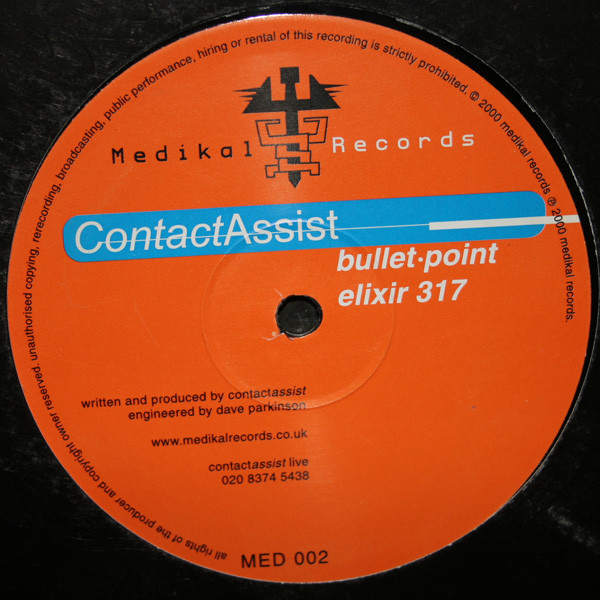 all rights of the producer and copyright owner reserved. unauthorised copying, rerecording, broadcasting, public performance, hiring or rental of this recording is strictly prohibited. © 2000 medikal records ℗ 2000 medikal records.
Medikal Records
ContactAssist
bullet·point
elixir 317
written and produced by contactassist
engineered by dave parkinson
www.medikalrecords.co.uk
contactassist live
020 8374 5438
MED 002